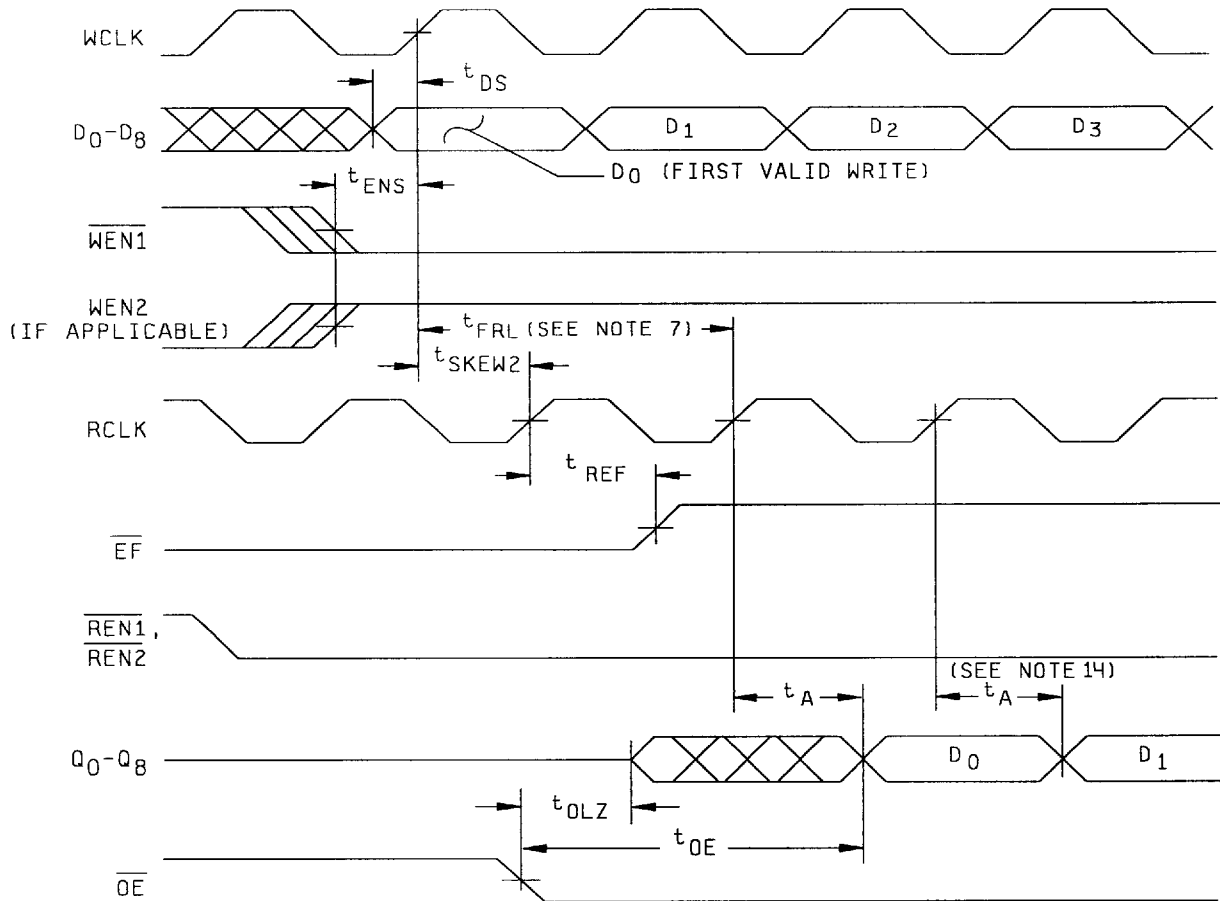 WCLK
tDS
D0-D8
D1
D2
D3
D0 (FIRST VALID WRITE)
tENS
WEN1
WEN2
(IF APPLICABLE)
tFRL (SEE NOTE 7)
tSKEW2
RCLK
tREF
EF
REN1,
REN2
(SEE NOTE 14)
tA
tA
Q0-Q8
D0
D1
tOLZ
tOE
OE